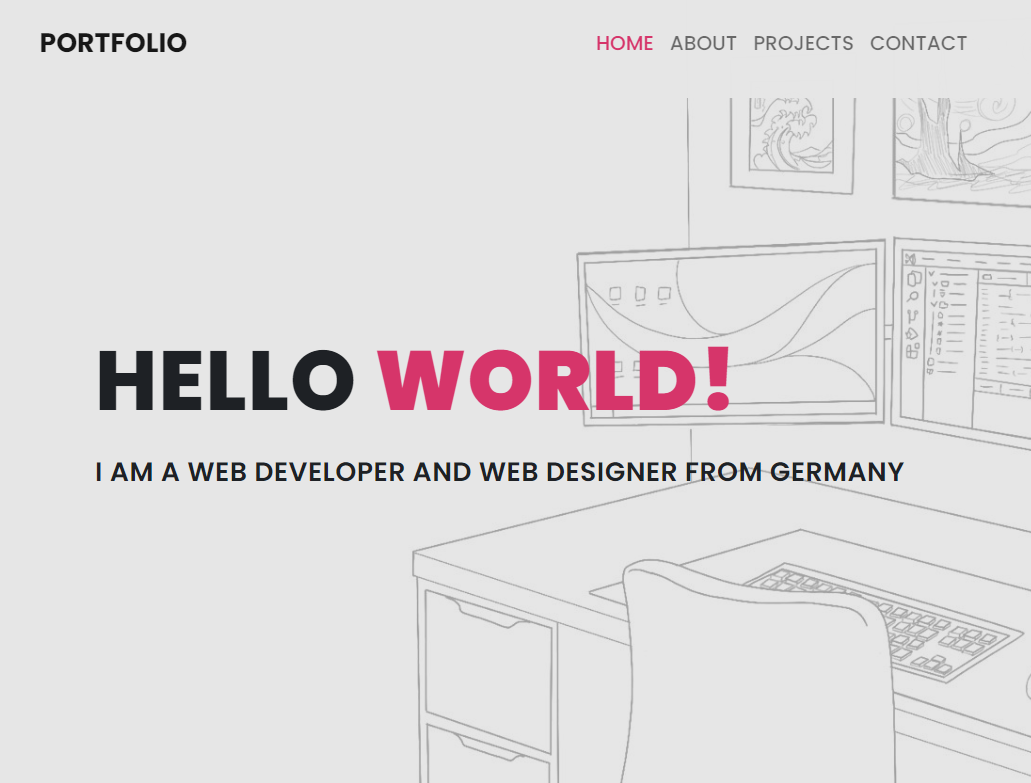 PORTFOLIO
HOME ABOUT PROJECTS CONTACT
HELLO WORLD!
I AM A WEB DEVELOPER AND WEB DESIGNER FROM GERMANY